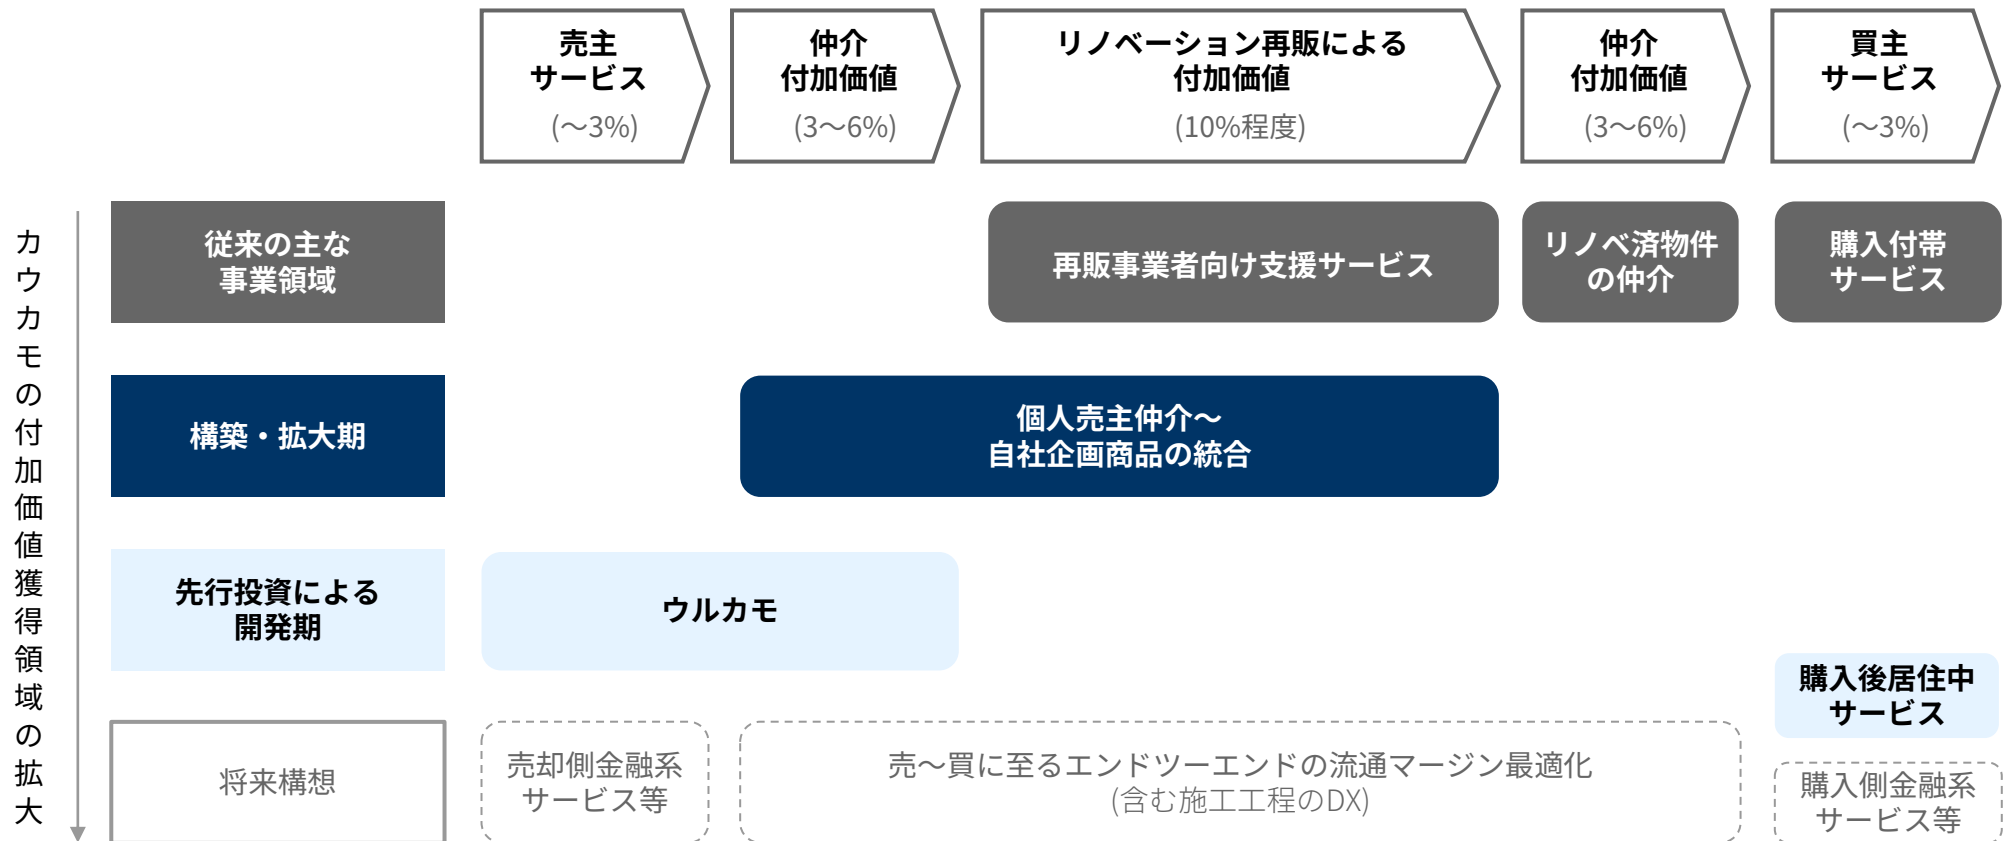 売主
サービス
(～3%)
仲介
付加価値
(3～6%)
リノベーション再販による
付加価値
(10%程度)
仲介
付加価値
(3～6%)
買主
サービス
(～3%)
カウカモの付加価値獲得領域の拡大
従来の主な
事業領域
再販事業者向け支援サービス
リノベ済物件
の仲介
購入付帯
サービス
構築・拡大期
個人売主仲介～
自社企画商品の統合
先行投資による
開発期
ウルカモ
購入後居住中
サービス
将来構想
売却側金融系
サービス等
売～買に至るエンドツーエンドの流通マージン最適化
(含む施工工程のDX)
購入側金融系
サービス等